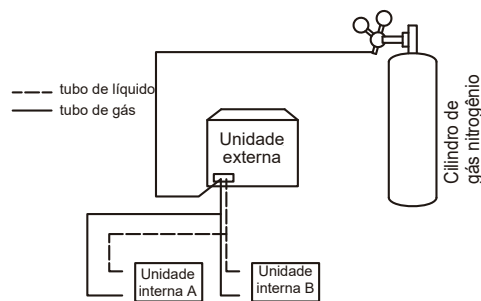 tubo de líquido
tubo de gás
Unidade
externa
Cilindro de
gás nitrogênio
Unidade
interna A
Unidade
interna B